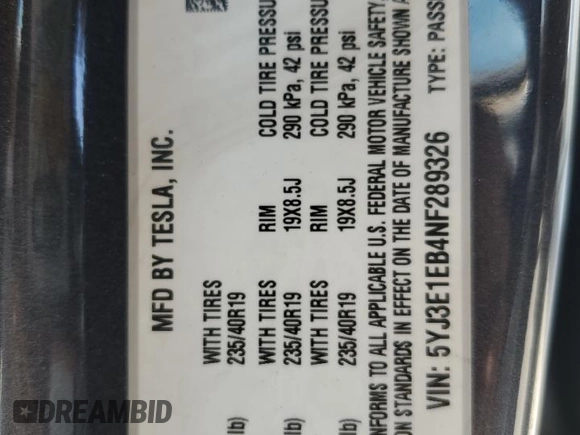 MFD BY TESLA, INC.
WITH TIRES
235/40R19
lb) WITH TIRES RIM COLD TIRE PRESSU
235/40R19 19X8.5J 290 kPa, 42 psi
lb) WITH TIRES RIM COLD TIRE PRESSU
235/40R19 19X8.5J 290 kPa, 42 psi
NFORMS TO ALL APPLICABLE U.S. FEDERAL MOTOR VEHICLE SAFETY,
ON STANDARDS IN EFFECT ON THE DATE OF MANUFACTURE SHOWN A
VIN: 5YJ3E1EB4NF289326 TYPE: PASS
DREAMBID